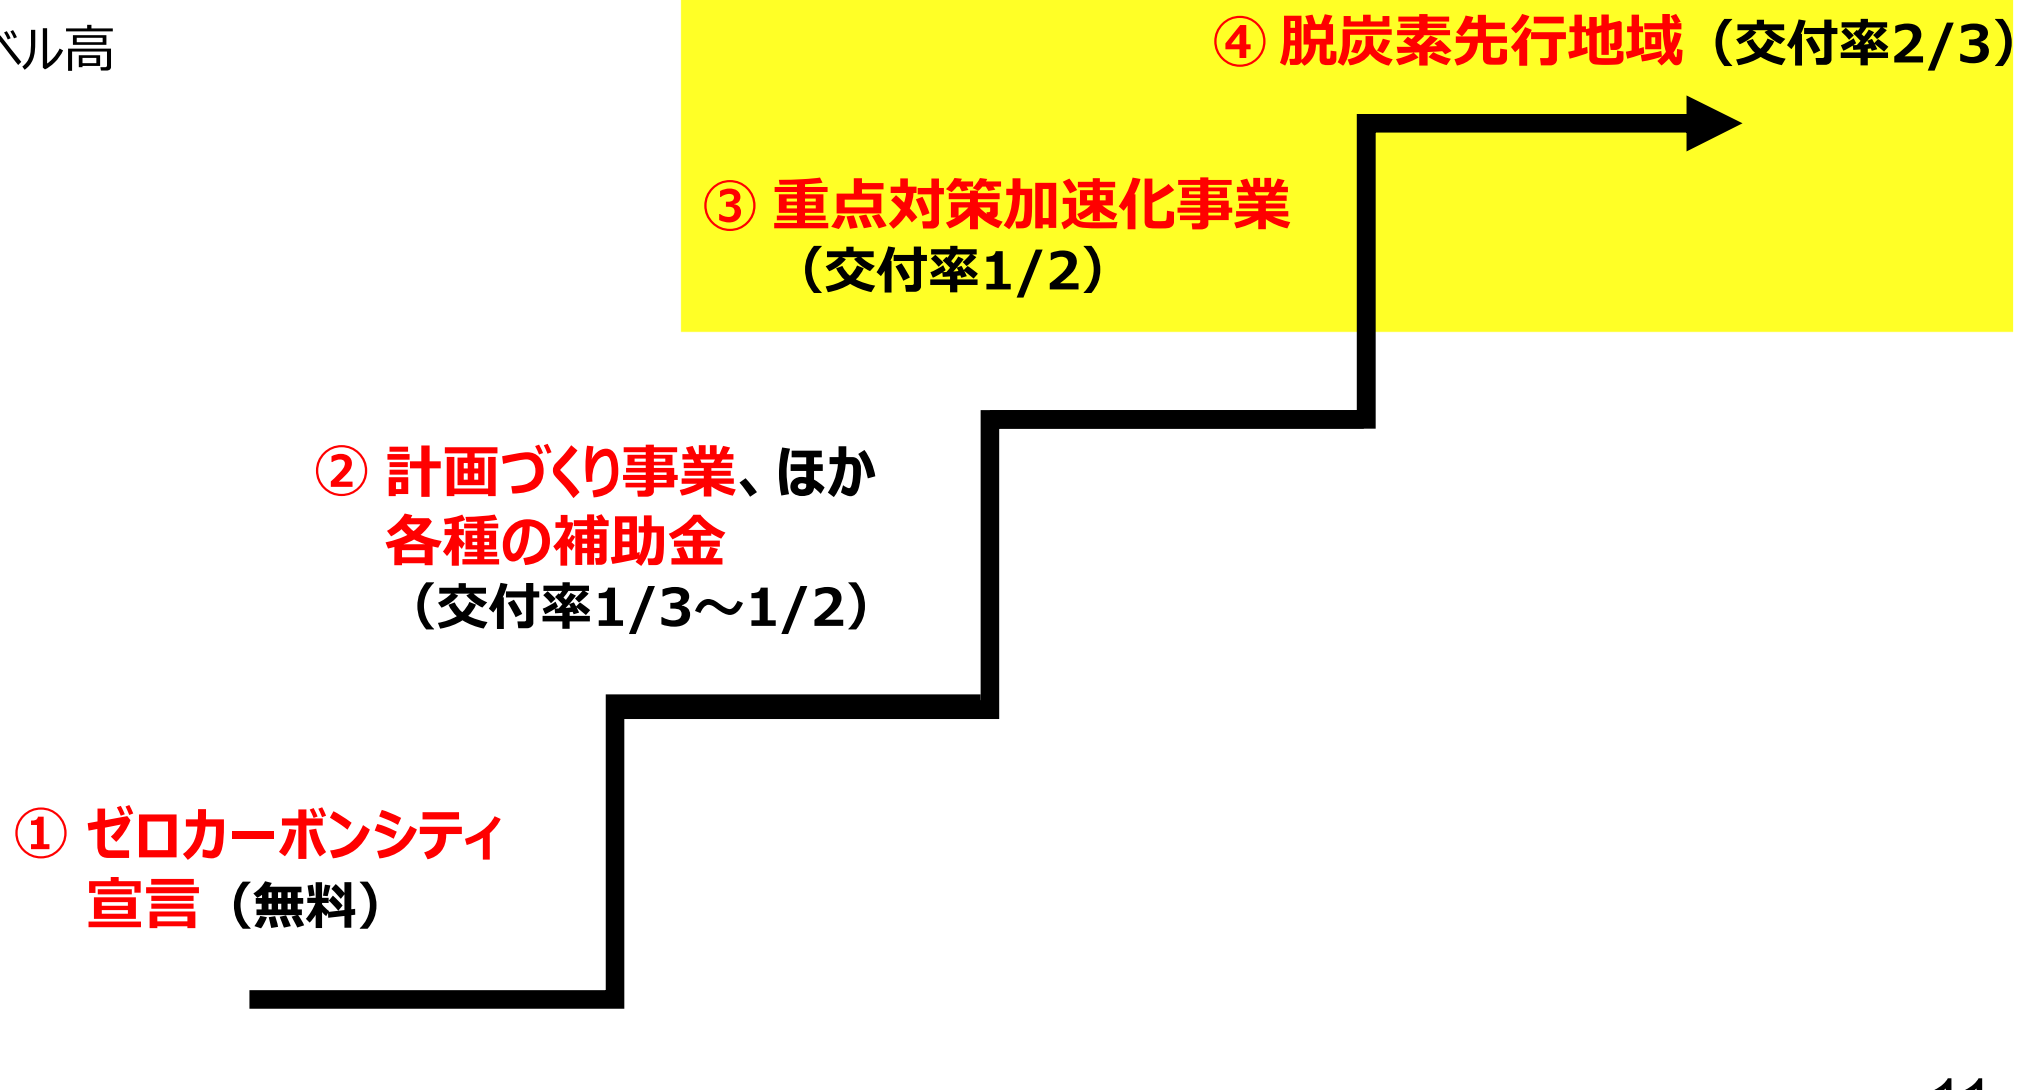 ベル高
④ 脱炭素先行地域（交付率2/3）
③ 重点対策加速化事業
（交付率1/2）
② 計画づくり事業、ほか
各種の補助金
（交付率1/3～1/2）
① ゼロカーボンシティ
宣言（無料）
11